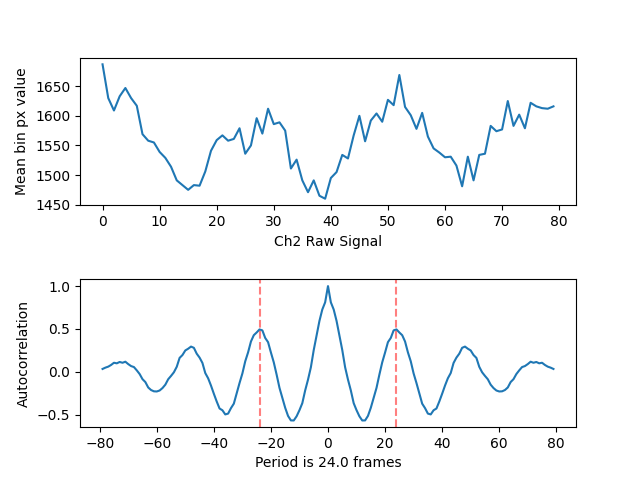 Mean bin px value
1650
1600
1550
1500
1450
0 10 20 30 40 50 60 70 80
Ch2 Raw Signal
Autocorrelation
1.0
0.5
0.0
−0.5
−80 −60 −40 −20 0 20 40 60 80
Period is 24.0 frames